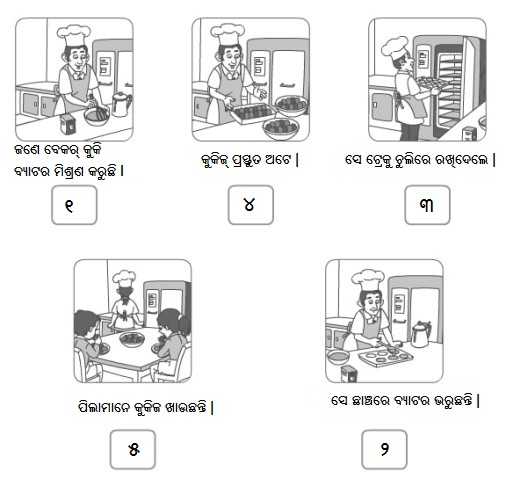 ଜଣେ ବେକର୍ କୁକି
ବ୍ୟାଟର ମିଶ୍ରଣ କରୁଛି ।
କୁକିଜ୍ ପ୍ରସ୍ତୁତ ଅଟେ |
ସେ ଟ୍ରେକୁ ଚୁଲିରେ ରଖିଦେଲେ |
୧
୪
୩
ପିଲାମାନେ କୁକିଜ ଖାଉଛନ୍ତି |
ସେ ଛାଞ୍ଚରେ ବ୍ୟାଟର ଭରୁଛନ୍ତି |
୫
୨